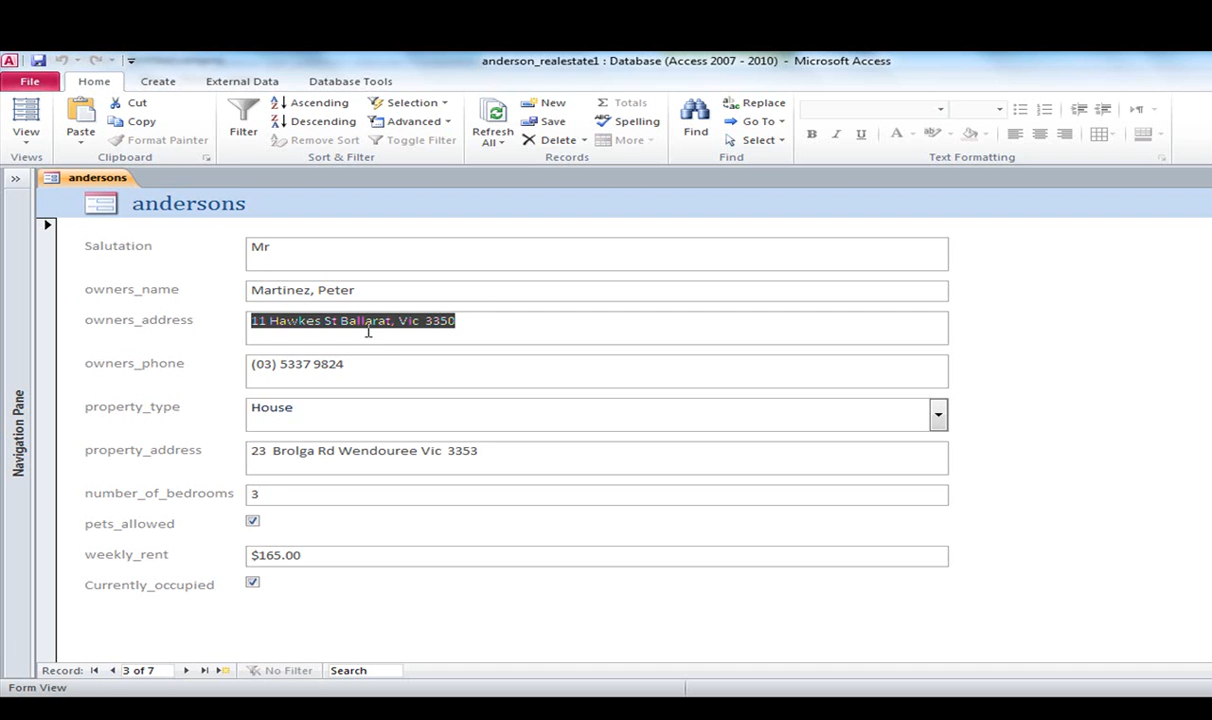 anderson_realestate1 : Database (Access 2007 - 2010) - Microsoft Access
File Home Create External Data Database Tools
View
Views
Paste
Cut
Copy
Format Painter
Clipboard
Filter
Ascending
Descending
Remove Sort
Selection
Advanced
Toggle Filter
Sort & Filter
Refresh
All
New
Save
Delete
Totals
Spelling
More
Records
Find
Replace
Go To
Select
Find
B I U A ab
Text Formatting
andersons
andersons
Salutation Mr
owners_name Martinez, Peter
owners_address 11 Hawkes St Ballarat, Vic 3350
owners_phone (03) 5337 9824
property_type House
property_address 23 Brolga Rd Wendouree Vic 3353
number_of_bedrooms 3
pets_allowed
weekly_rent $165.00
Currently_occupied
Navigation Pane
Record: 3 of 7 No Filter Search
Form View